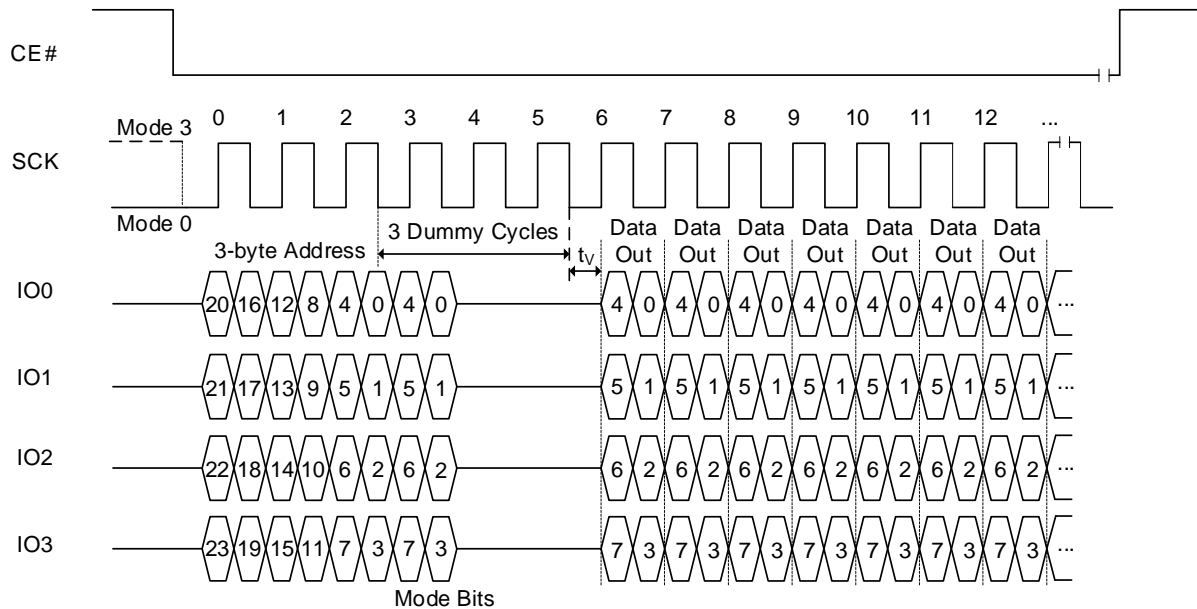 CE#
0 1 2 3 4 5 6 7 8 9 10 11 12 ...
Mode 3
SCK
Mode 0
3-byte Address
3 Dummy Cycles
tV
Data Out Data Out Data Out Data Out Data Out Data Out Data Out
IO0 20 16 12 8 4 0 4 0 4 0 4 0 4 0 4 0 4 0 4 0 4 0 ...
IO1 21 17 13 9 5 1 5 1 5 1 5 1 5 1 5 1 5 1 5 1 5 1 ...
IO2 22 18 14 10 6 2 6 2 6 2 6 2 6 2 6 2 6 2 6 2 6 2 ...
IO3 23 19 15 11 7 3 7 3 7 3 7 3 7 3 7 3 7 3 7 3 7 3 ...
Mode Bits